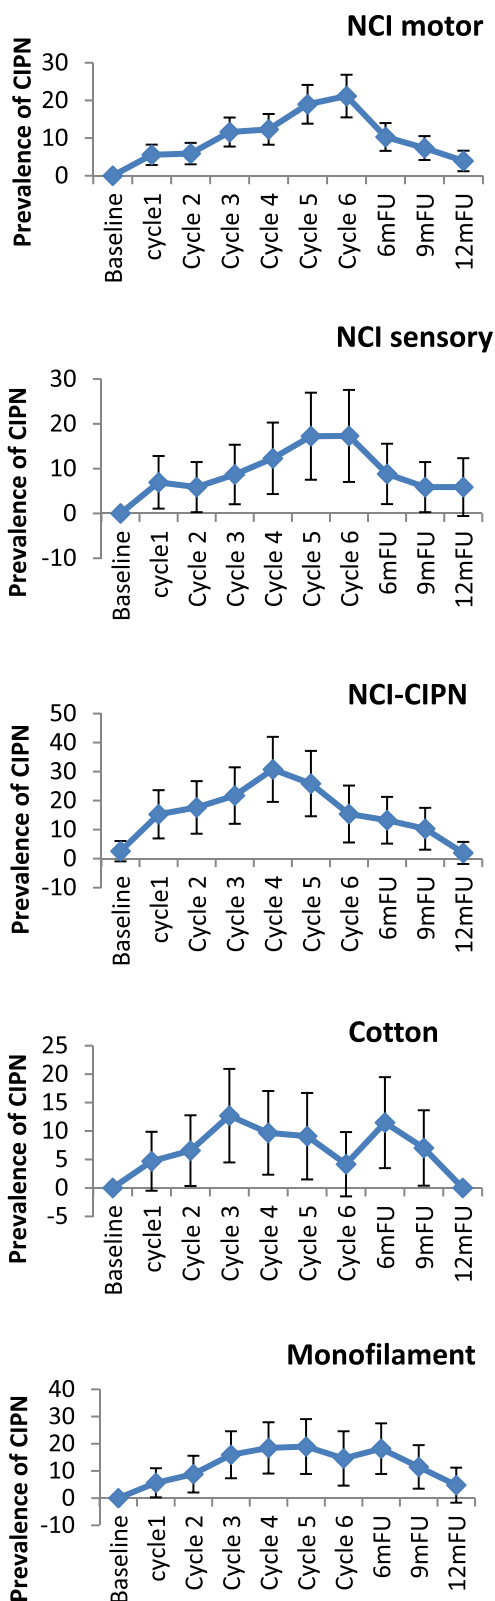 NCI motor
Prevalence of CIPN
30
20
10
0
Baseline
cycle1
Cycle 2
Cycle 3
Cycle 4
Cycle 5
Cycle 6
6mFU
9mFU
12mFU
NCI sensory
Prevalence of CIPN
30
20
10
0
-10
Baseline
cycle1
Cycle 2
Cycle 3
Cycle 4
Cycle 5
Cycle 6
6mFU
9mFU
12mFU
NCI-CIPN
Prevalence of CIPN
50
40
30
20
10
0
-10
Baseline
cycle1
Cycle 2
Cycle 3
Cycle 4
Cycle 5
Cycle 6
6mFU
9mFU
12mFU
Cotton
Prevalence of CIPN
25
20
15
10
5
0
-5
Baseline
cycle1
Cycle 2
Cycle 3
Cycle 4
Cycle 5
Cycle 6
6mFU
9mFU
12mFU
Monofilament
Prevalence of CIPN
40
30
20
10
0
-10
Baseline
cycle1
Cycle 2
Cycle 3
Cycle 4
Cycle 5
Cycle 6
6mFU
9mFU
12mFU